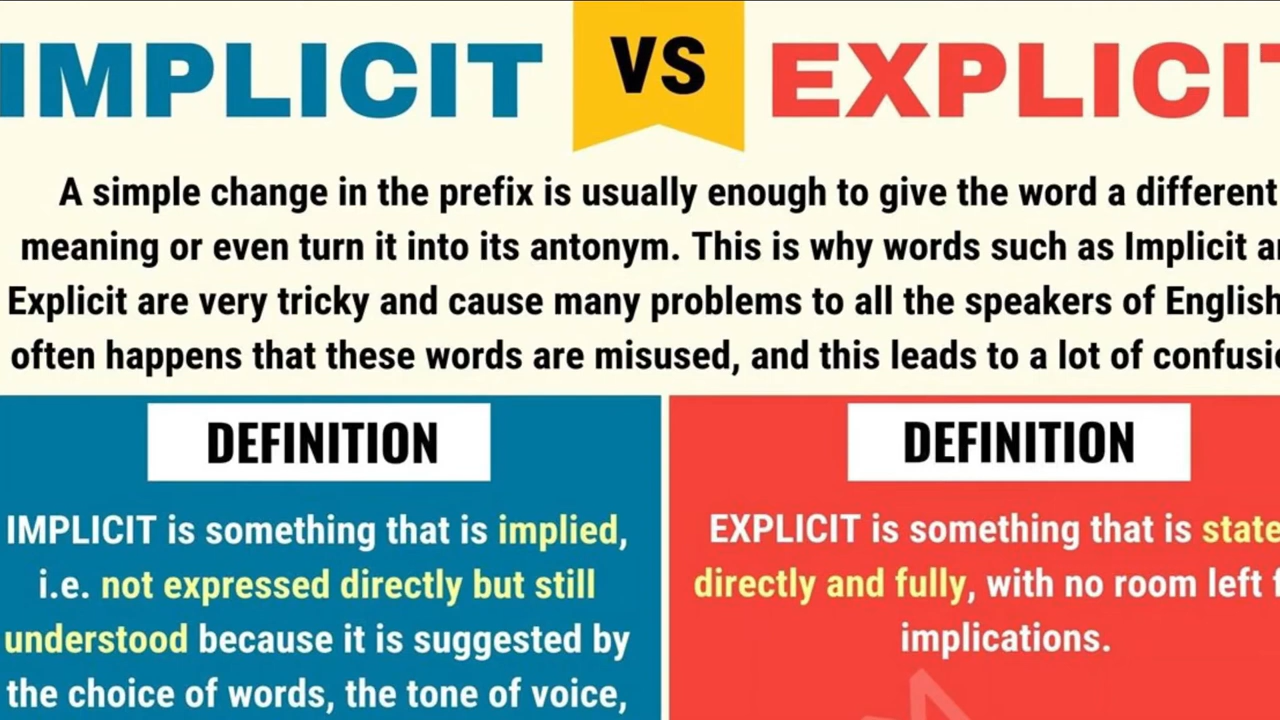 IMPLICIT VS EXPLICIT
A simple change in the prefix is usually enough to give the word a different
meaning or even turn it into its antonym. This is why words such as Implicit
Explicit are very tricky and cause many problems to all the speakers of English
often happens that these words are misused, and this leads to a lot of
DEFINITION
IMPLICIT is something that is implied,
i.e. not expressed directly but still
understood because it is suggested by
the choice of words, the tone of voice,
DEFINITION
EXPLICIT is something that is state
directly and fully, with no room left
implications.